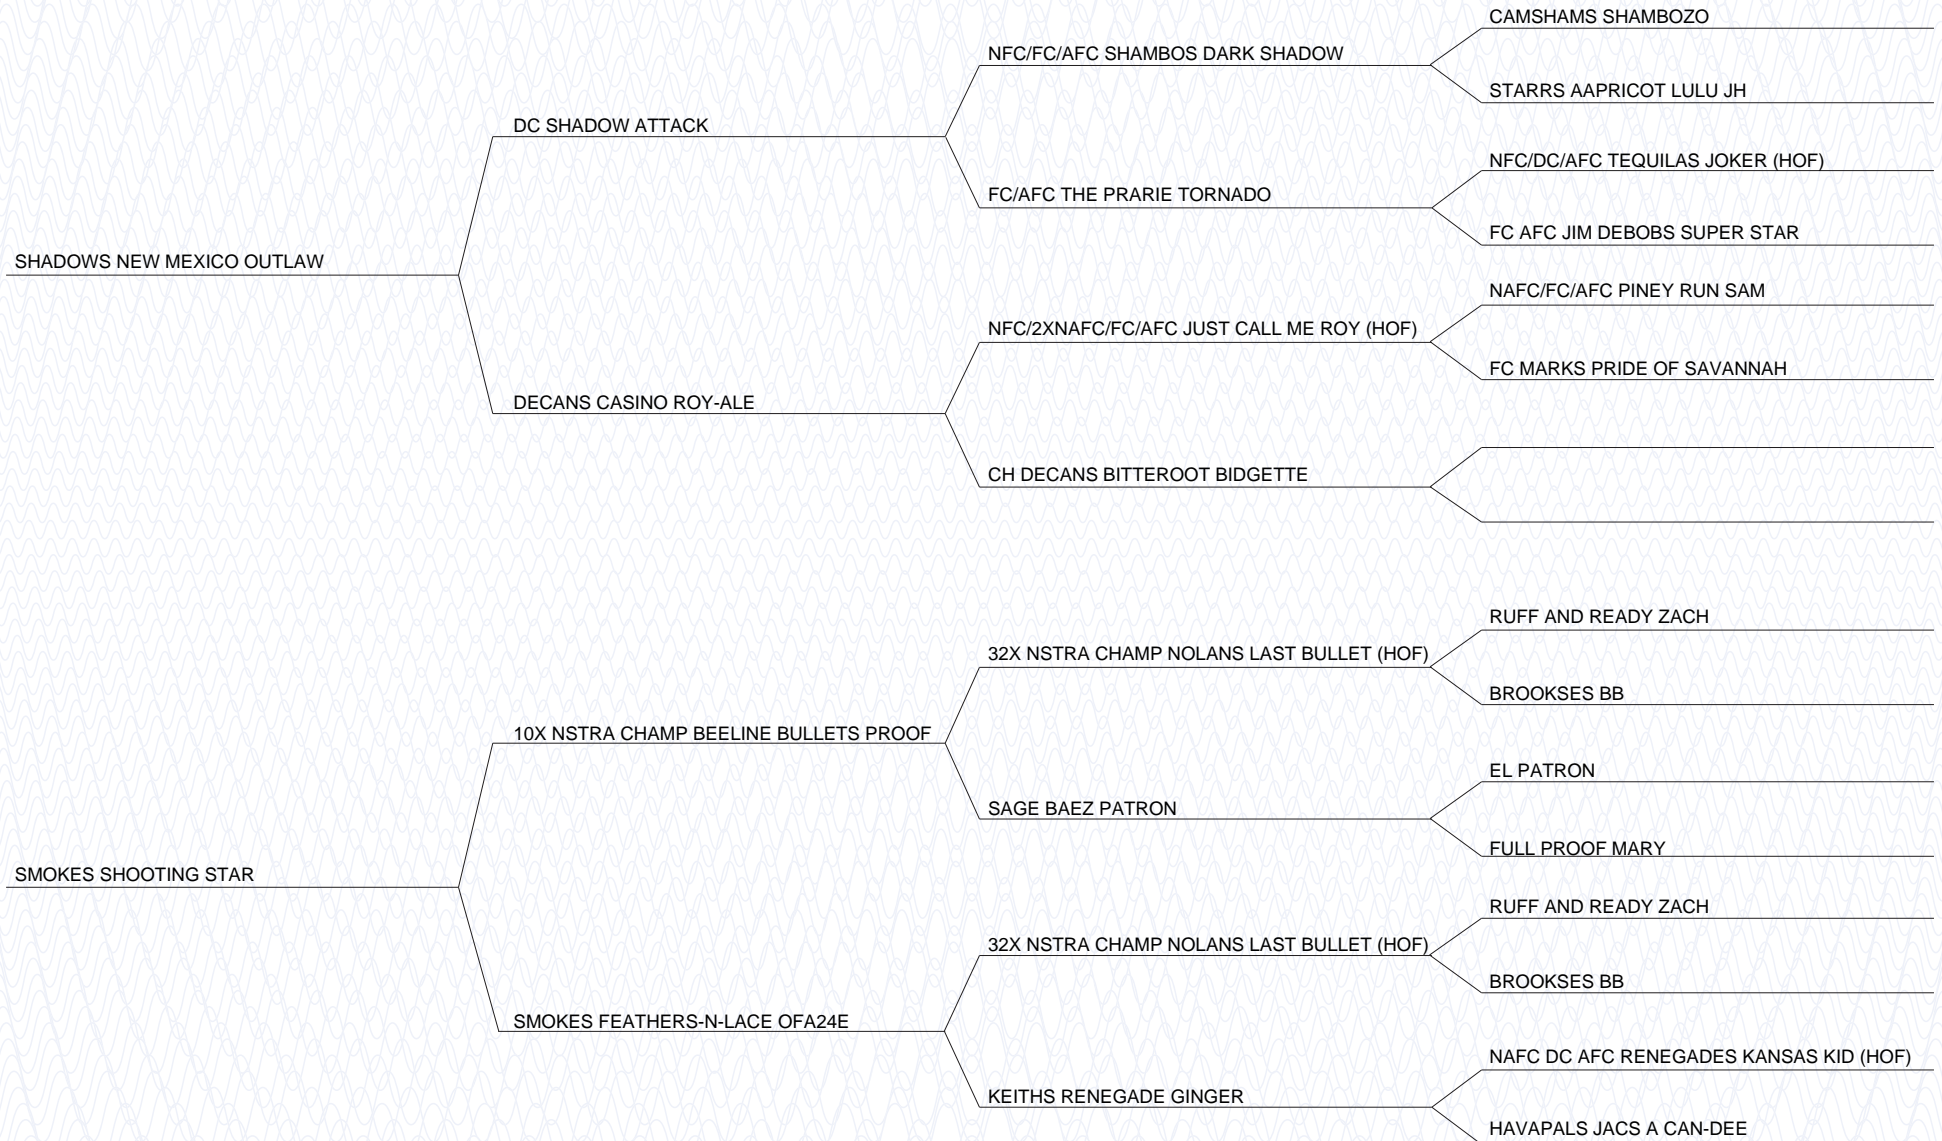 CAMSHAMS SHAMBOZO
NFC/FC/AFC SHAMBOS DARK SHADOW
STARRS AAPRICOT LULU JH
DC SHADOW ATTACK
NFC/DC/AFC TEQUILAS JOKER (HOF)
FC/AFC THE PRARIE TORNADO
FC AFC JIM DEBOBS SUPER STAR
SHADOWS NEW MEXICO OUTLAW
NAFC/FC/AFC PINEY RUN SAM
NFC/2XNAFC/FC/AFC JUST CALL ME ROY (HOF)
FC MARKS PRIDE OF SAVANNAH
DECANS CASINO ROY-ALE
CH DECANS BITTEROOT BIDGETTE
RUFF AND READY ZACH
32X NSTRA CHAMP NOLANS LAST BULLET (HOF)
BROOKSES BB
10X NSTRA CHAMP BEELINE BULLETS PROOF
EL PATRON
SAGE BAEZ PATRON
FULL PROOF MARY
SMOKES SHOOTING STAR
RUFF AND READY ZACH
32X NSTRA CHAMP NOLANS LAST BULLET (HOF)
BROOKSES BB
SMOKES FEATHERS-N-LACE OFA24E
NAFC DC AFC RENEGADES KANSAS KID (HOF)
KEITHS RENEGADE GINGER
HAVAPALS JACS A CAN-DEE